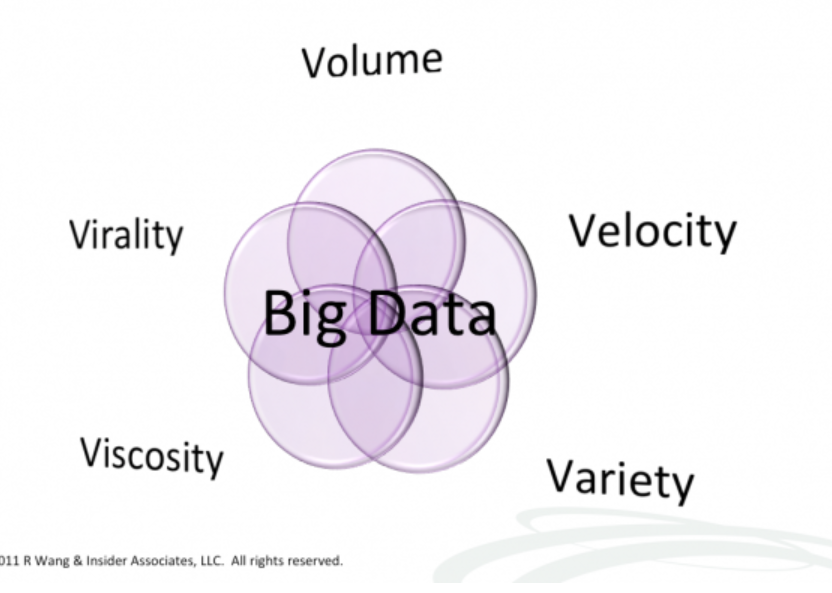 Volume
Virality
Velocity
Big Data
Viscosity
Variety
011 R Wang & Insider Associates, LLC. All rights reserved.